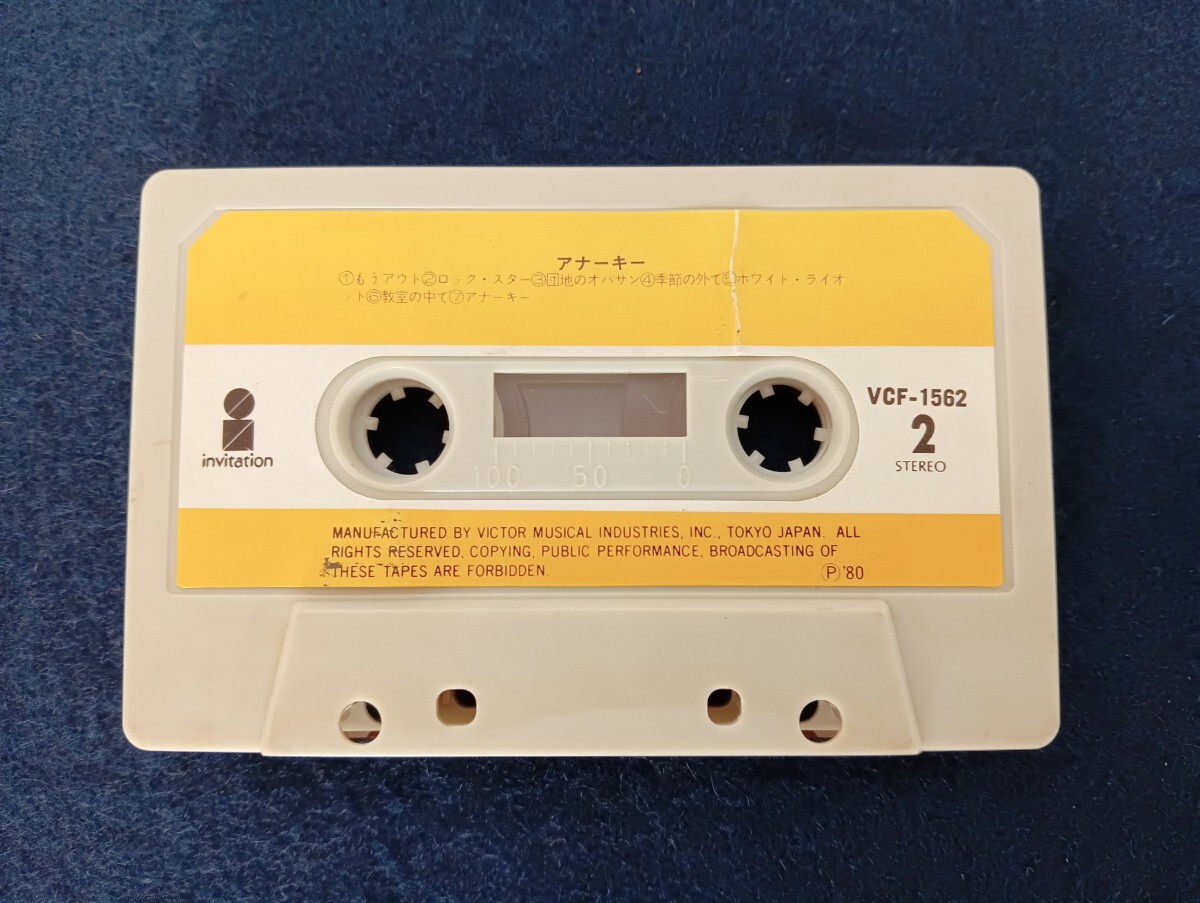 アナーキー
①もうアウト②ロック・スター③団地のオバサン④季節の外で⑤ホワイト・ライオ
ット⑥教室の中で⑦アナーキー
invitation
VCF-1562
2
STEREO
100 50 0
MANUFACTURED BY VICTOR MUSICAL INDUSTRIES, INC., TOKYO JAPAN. ALL
RIGHTS RESERVED, COPYING, PUBLIC PERFORMANCE, BROADCASTING OF
THESE TAPES ARE FORBIDDEN.
Ⓟ'80